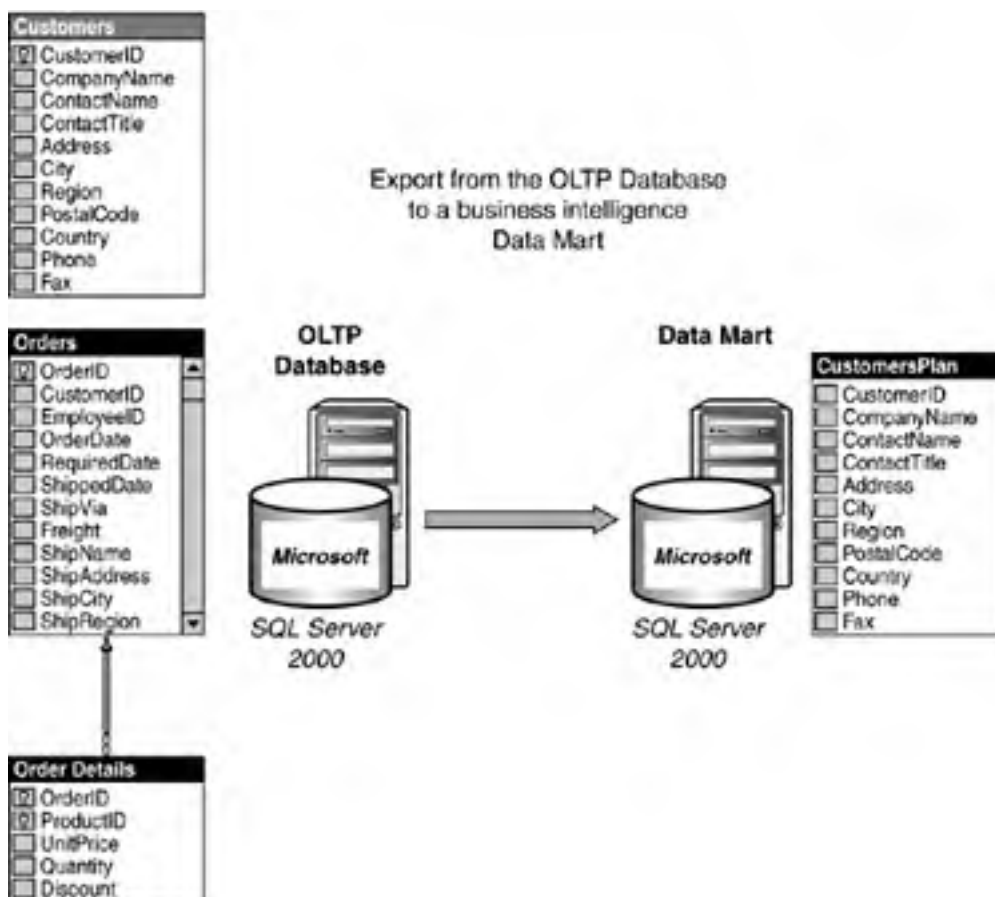 Customers
CustomerID
CompanyName
ContactName
ContactTitle
Address
City
Region
PostalCode
Country
Phone
Fax
Export from the OLTP Database
to a business intelligence
Data Mart
Orders
OrderID
CustomerID
EmployeeID
OrderDate
RequiredDate
ShippedDate
ShipVia
Freight
ShipName
ShipAddress
ShipCity
ShipRegion
OLTP
Database
Microsoft
SQL Server
2000
Data Mart
Microsoft
SQL Server
2000
CustomersPlan
CustomerID
CompanyName
ContactName
ContactTitle
Address
City
Region
PostalCode
Country
Phone
Fax
Order Details
OrderID
ProductID
UnitPrice
Quantity
Discount